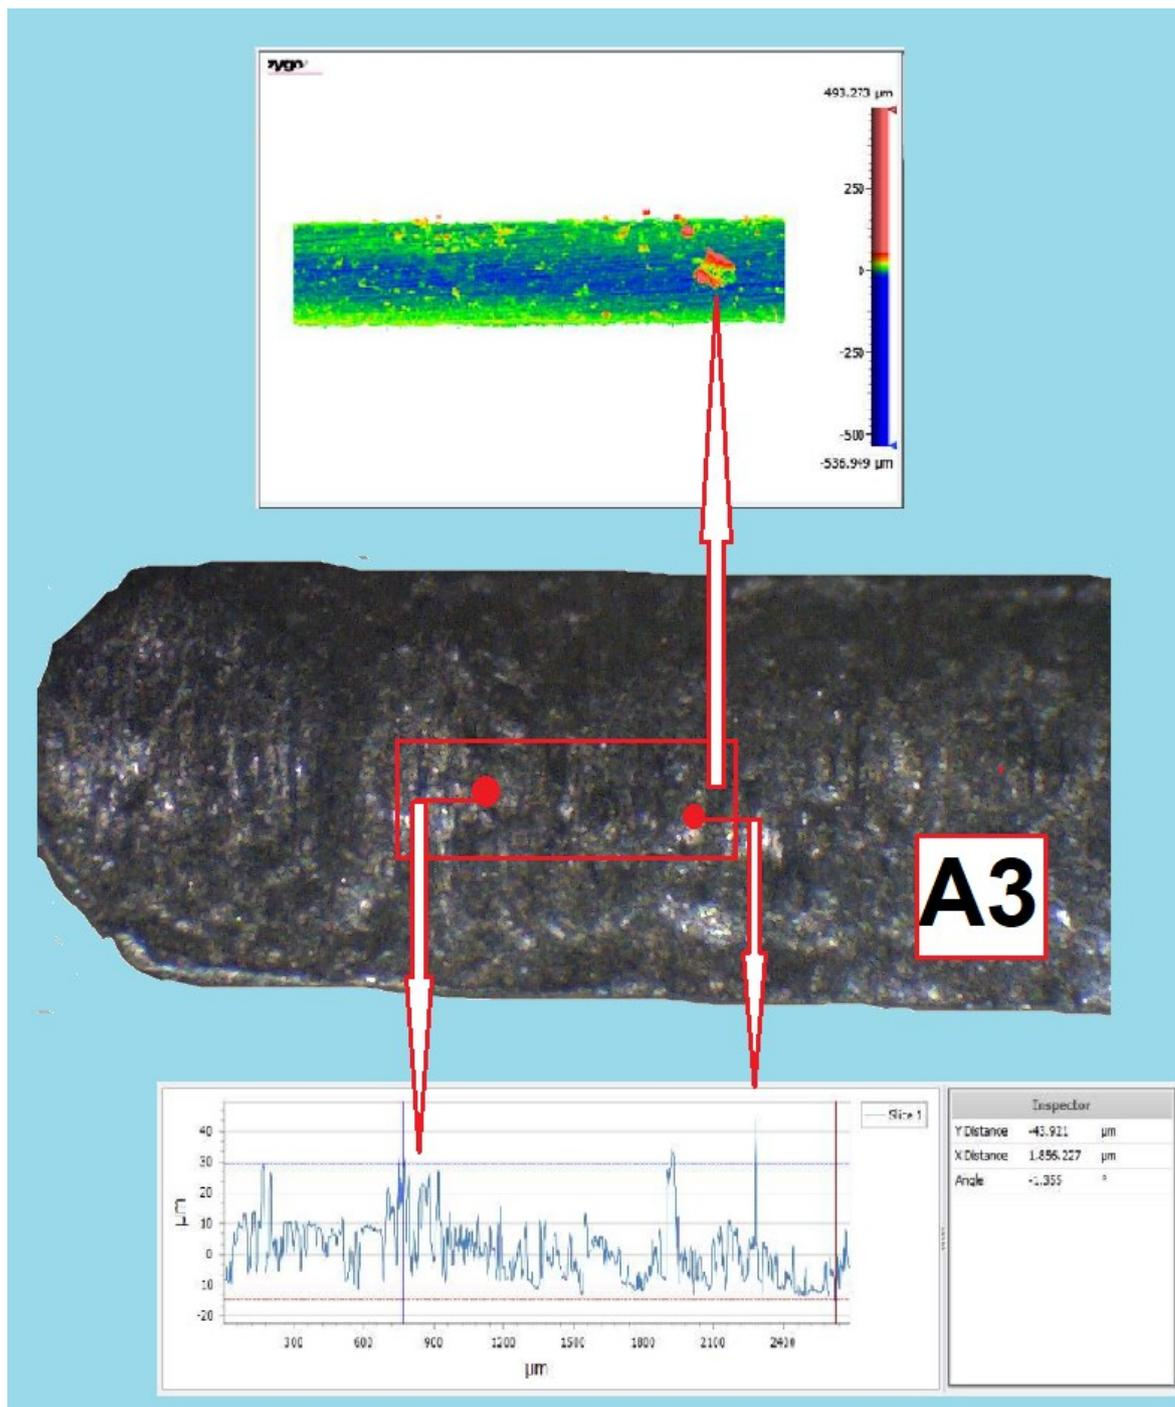 zygo
493.273 µm
250
0
-250
-500
-536.949 µm
A3
Slice 1
40
30
20
10
0
10
-20
µm
300
600
900
1200
1500
1800
2100
2400
µm
Inspector
Y Distance -43.921 µm
X Distance 1,856.227 µm
Angle -1.355 °